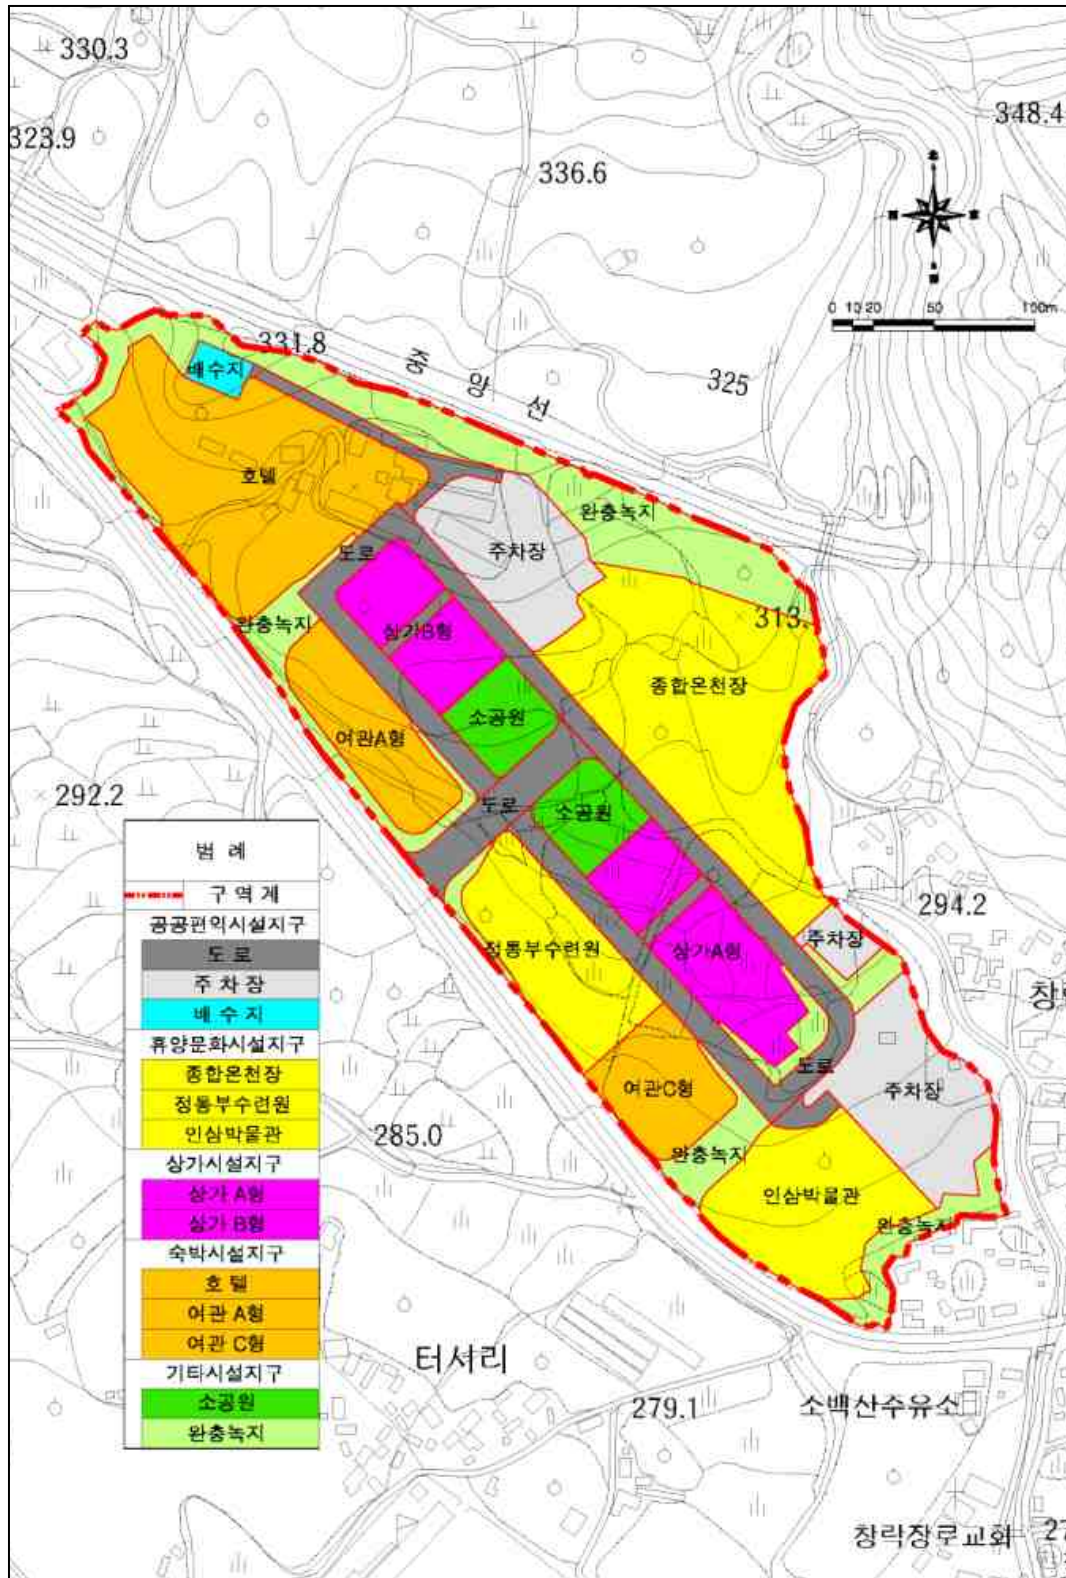 330.3
348.4
323.9
336.6
북
서
동
남
0 10 20 50 100m
331.8
중앙선
325
배수지
호텔
완충녹지
주차장
도로
313.
완충녹지
상가B형
종합온천장
소공원
여관A형
292.2
도로
소공원
294.2
주차장
정통부수련원
상가A형
도로
주차장
여관C형
285.0
완충녹지
인삼박물관
완충녹지
범 례
구 역 계
공공편익시설지구
도 로
주 차 장
배 수 지
휴양문화시설지구
종합온천장
정통부수련원
인삼박물관
상가시설지구
상가 A형
상가 B형
숙박시설지구
호 텔
여관 A형
여관 C형
기타시설지구
소공원
완충녹지
터서리
279.1
소백산주유소
창락장로교회